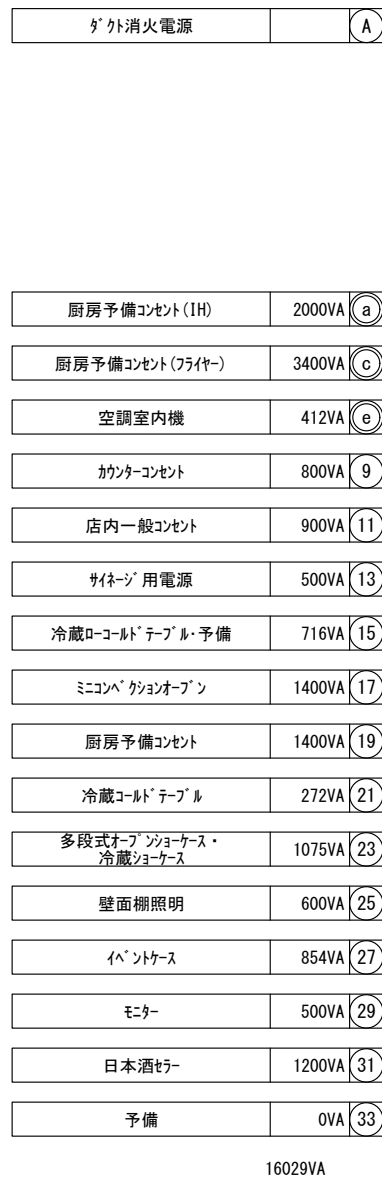 ダクト消火電源 A
厨房予備コンセント(IH) 2000VA a
厨房予備コンセント(フライヤー) 3400VA c
空調室内機 412VA e
カウンターコンセント 800VA 9
店内一般コンセント 900VA 11
サイネージ用電源 500VA 13
冷蔵ローコールドテーブル・予備 716VA 15
ミニコンベクションオーブン 1400VA 17
厨房予備コンセント 1400VA 19
冷蔵コールドテーブル 272VA 21
多段式オープンショーケース・
冷蔵ショーケース 1075VA 23
壁面棚照明 600VA 25
イベントケース 854VA 27
モニター 500VA 29
日本酒セラー 1200VA 31
予備 0VA 33
16029VA